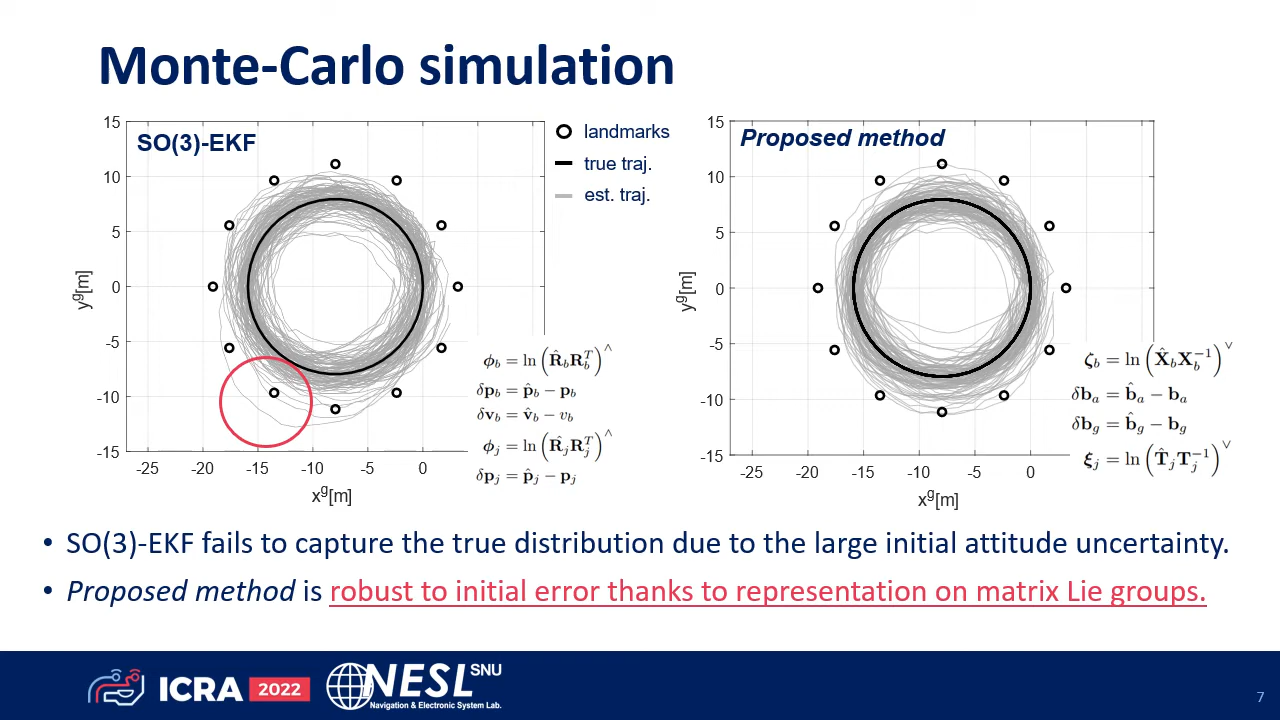 Monte-Carlo simulation
SO(3)-EKF
landmarks
true traj.
est. traj.
15
10
5
0
-5
-10
-15
-25
-20
-15
-10
-5
0
yᵍ[m]
xᵍ[m]
ϕ_b = ln(R̂_b R_b^T)^∧
δp_b = p̂_b − p_b
δv_b = v̂_b − v_b
ϕ_j = ln(R̂_j R_j^T)^∧
δp_j = p̂_j − p_j
Proposed method
15
10
5
0
-5
-10
-15
-25
-20
-15
-10
-5
0
yᵍ[m]
xᵍ[m]
ζ_b = ln(X̂_b X_b^{-1})^∨
δb_a = b̂_a − b_a
δb_g = b̂_g − b_g
ξ_j = ln(T̂_j T_j^{-1})^∨
• SO(3)-EKF fails to capture the true distribution due to the large initial attitude uncertainty.
• Proposed method is robust to initial error thanks to representation on matrix Lie groups.
ICRA 2022
NESL SNU
Navigation & Electronic System Lab.
7